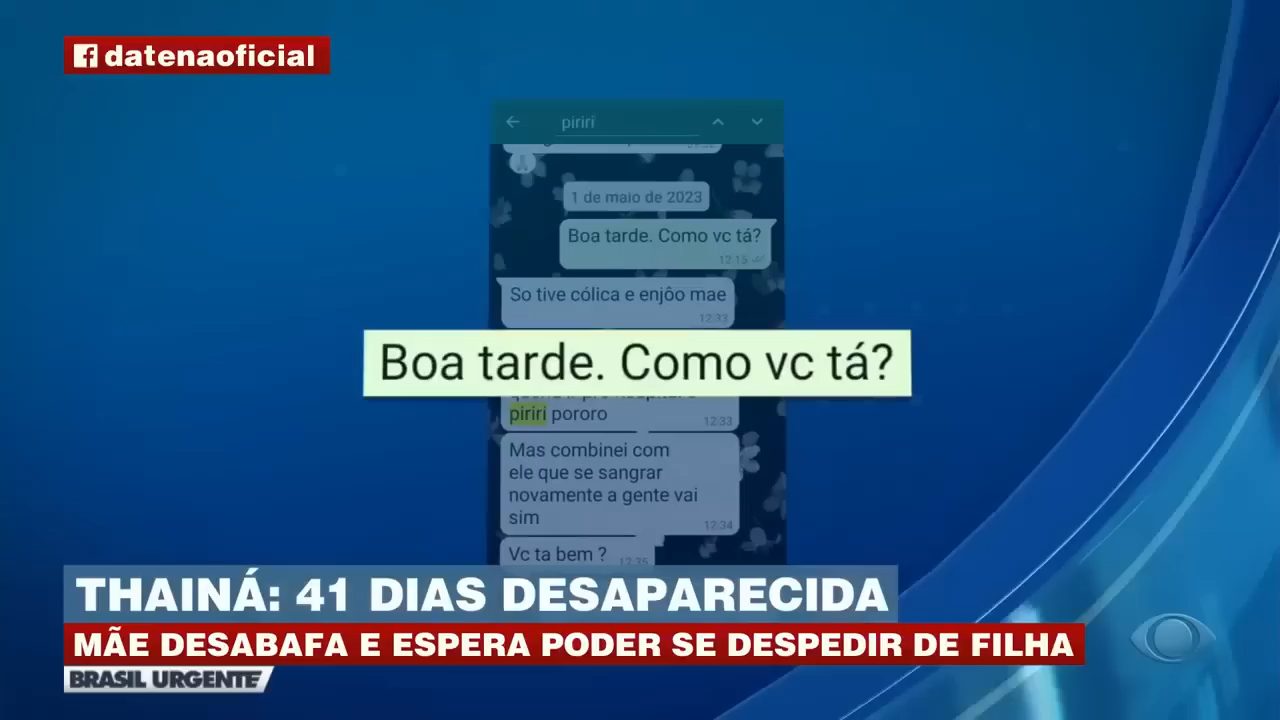 datenaoficial
piriri
1 de maio de 2023
Boa tarde. Como vc tá?
12:15
So tive cólica e enjôo mae
12:33
Boa tarde. Como vc tá?
piriri pororo
12:33
Mas combinei com
ele que se sangrar
novamente a gente vai
sim
12:34
Vc ta bem ?
12:35
THAINÁ: 41 DIAS DESAPARECIDA
MÃE DESABAFA E ESPERA PODER SE DESPEDIR DE FILHA
BRASIL URGENTE